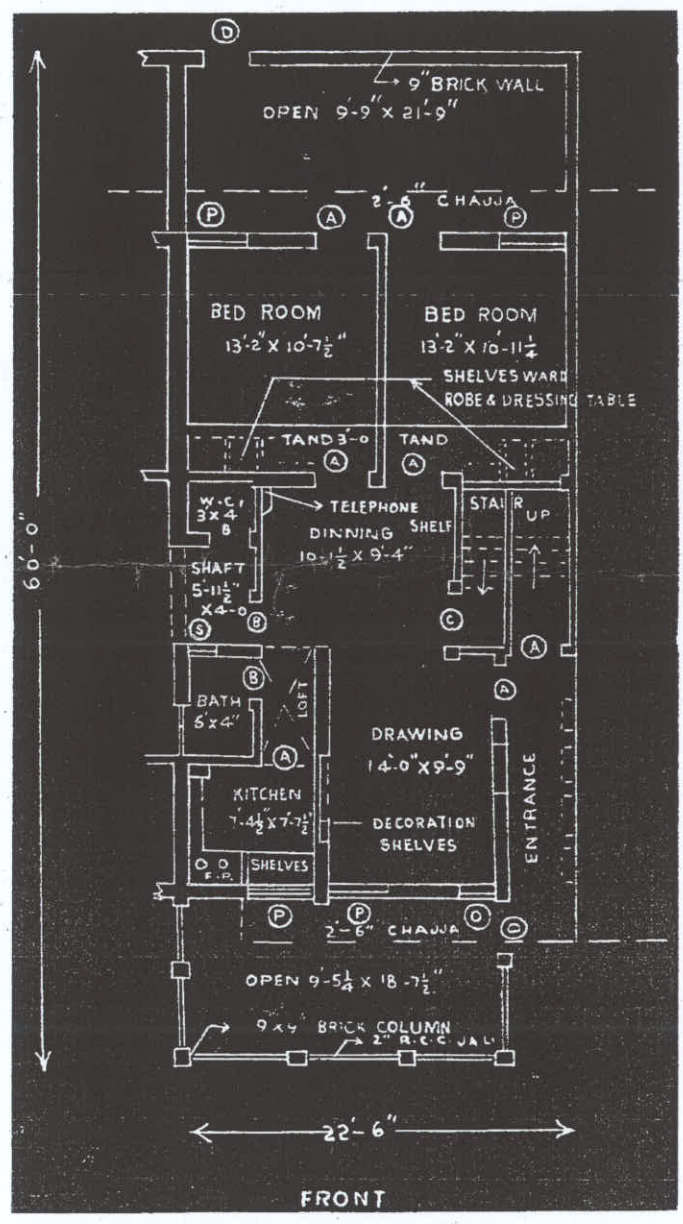 D
9" BRICK WALL
OPEN 9'-9" X 21'-9"
2'-6" CHAJJA
P A A P
BED ROOM
13'-2" X 10'-7½"
BED ROOM
13'-2" X 10'-11¼
SHELVES WARD
ROBE & DRESSING TABLE
TAND 3'-0 TAND
A A
W.C.
3'X4'
B
TELEPHONE
SHELF
DINNING
10-1½ X 9'-4"
STAIR
UP
SHAFT
5'-11½"
X4'-0
S B C
A
B A
BATH
6'X4"
LOFT
A
DRAWING
14'-0" X 9'-9"
ENTRANCE
KITCHEN
7'-4½" X 7'-7½"
DECORATION
SHELVES
SHELVES
F.P.
P P O D
2'-6" CHAJJA
OPEN 9'-5¼ X 18-7½"
9 X 9" BRICK COLUMN
2" R.C.C. JALI
60'-0"
22'-6"
FRONT